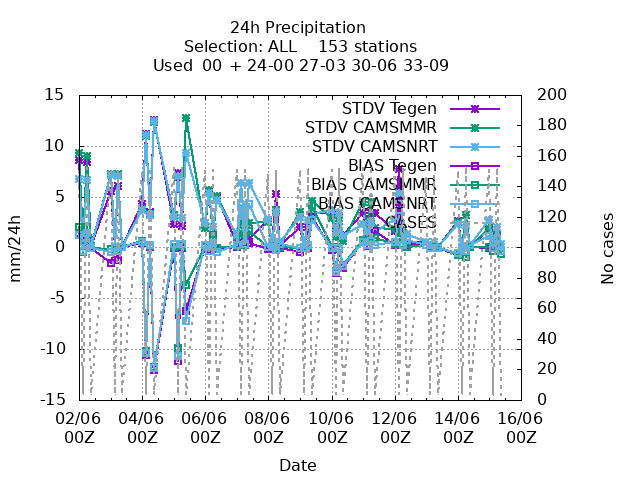 24h Precipitation
Selection: ALL    153 stations
Used  00 + 24-00 27-03 30-06 33-09
STDV Tegen
STDV CAMSMMR
STDV CAMSNRT
BIAS Tegen
BIAS CAMSMMR
BIAS CAMSNRT
CASES
15
10
5
0
-5
-10
-15
mm/24h
200
180
160
140
120
100
80
60
40
20
0
No cases
02/06 04/06 06/06 08/06 10/06 12/06 14/06 16/06
00Z 00Z 00Z 00Z 00Z 00Z 00Z 00Z
Date